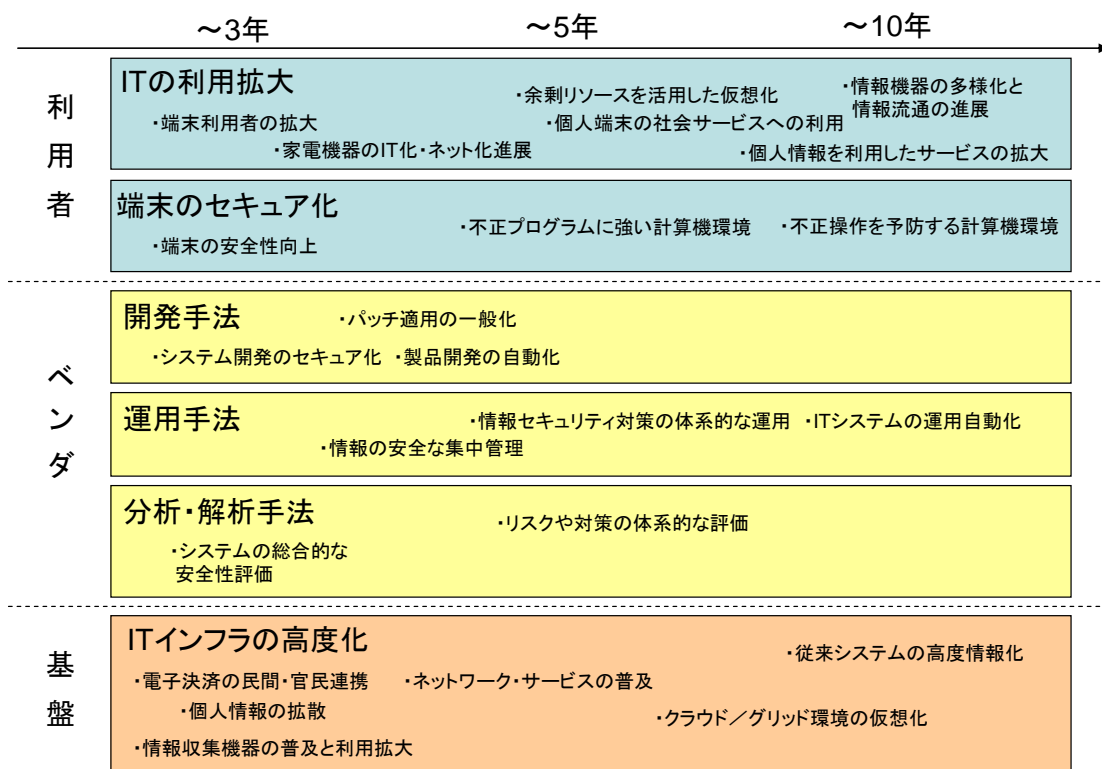 ～3年
～5年
～10年
利用者
ITの利用拡大
・余剰リソースを活用した仮想化
・情報機器の多様化と
情報流通の進展
・端末利用者の拡大
・個人端末の社会サービスへの利用
・家電機器のIT化・ネット化進展
・個人情報を利用したサービスの拡大
端末のセキュア化
・不正プログラムに強い計算機環境
・不正操作を予防する計算機環境
・端末の安全性向上
ベンダ
開発手法
・パッチ適用の一般化
・システム開発のセキュア化
・製品開発の自動化
運用手法
・情報セキュリティ対策の体系的な運用
・ITシステムの運用自動化
・情報の安全な集中管理
分析・解析手法
・リスクや対策の体系的な評価
・システムの総合的な
安全性評価
基盤
ITインフラの高度化
・従来システムの高度情報化
・電子決済の民間・官民連携
・ネットワーク・サービスの普及
・個人情報の拡散
・クラウド／グリッド環境の仮想化
・情報収集機器の普及と利用拡大